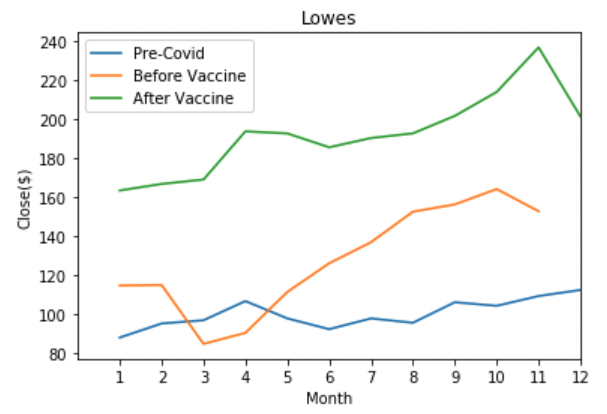 Lowes
Pre-Covid
Before Vaccine
After Vaccine
240
220
200
180
160
140
120
100
80
Close($)
1 2 3 4 5 6 7 8 9 10 11 12
Month